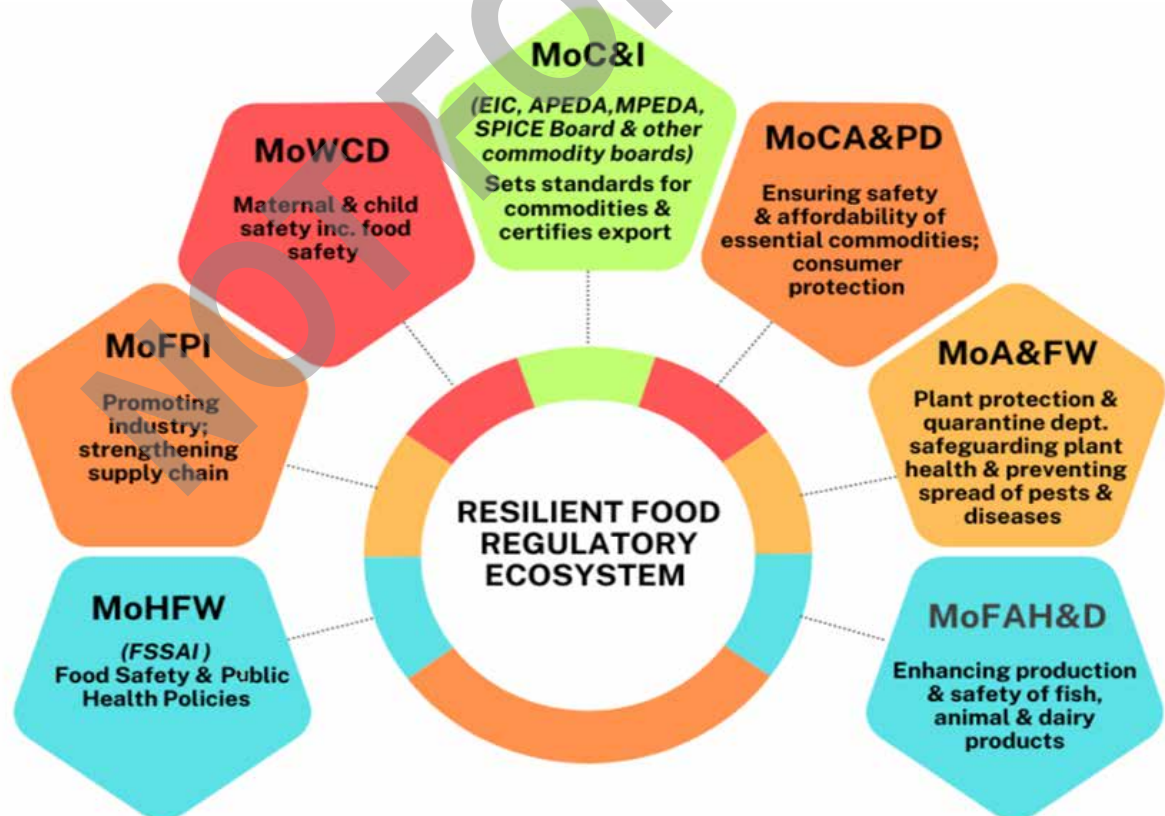 MoC&I
(EIC, APEDA,MPEDA,
SPICE Board & other
commodity boards)
Sets standards for
commodities &
certifies export
MoWCD
Maternal & child
safety inc. food
safety
MoCA&PD
Ensuring safety
& affordability of
essential commodities;
consumer
protection
MoFPI
Promoting
industry;
strengthening
supply chain
MoA&FW
Plant protection &
quarantine dept.
safeguarding plant
health & preventing
spread of pests &
diseases
RESILIENT FOOD
REGULATORY
ECOSYSTEM
MoHFW
(FSSAI)
Food Safety & Public
Health Policies
MoFAH&D
Enhancing production
& safety of fish,
animal & dairy
products
NOT FO